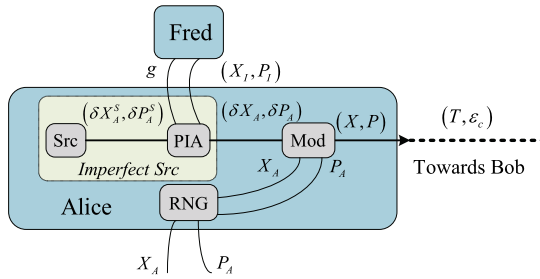 Fred
g
(X_I, P_I)
(δX_A^S, δP_A^S)
(δX_A, δP_A)
(X, P)
(T, ε_c)
Src
PIA
Mod
Imperfect Src
X_A
P_A
Towards Bob
Alice
RNG
X_A
P_A